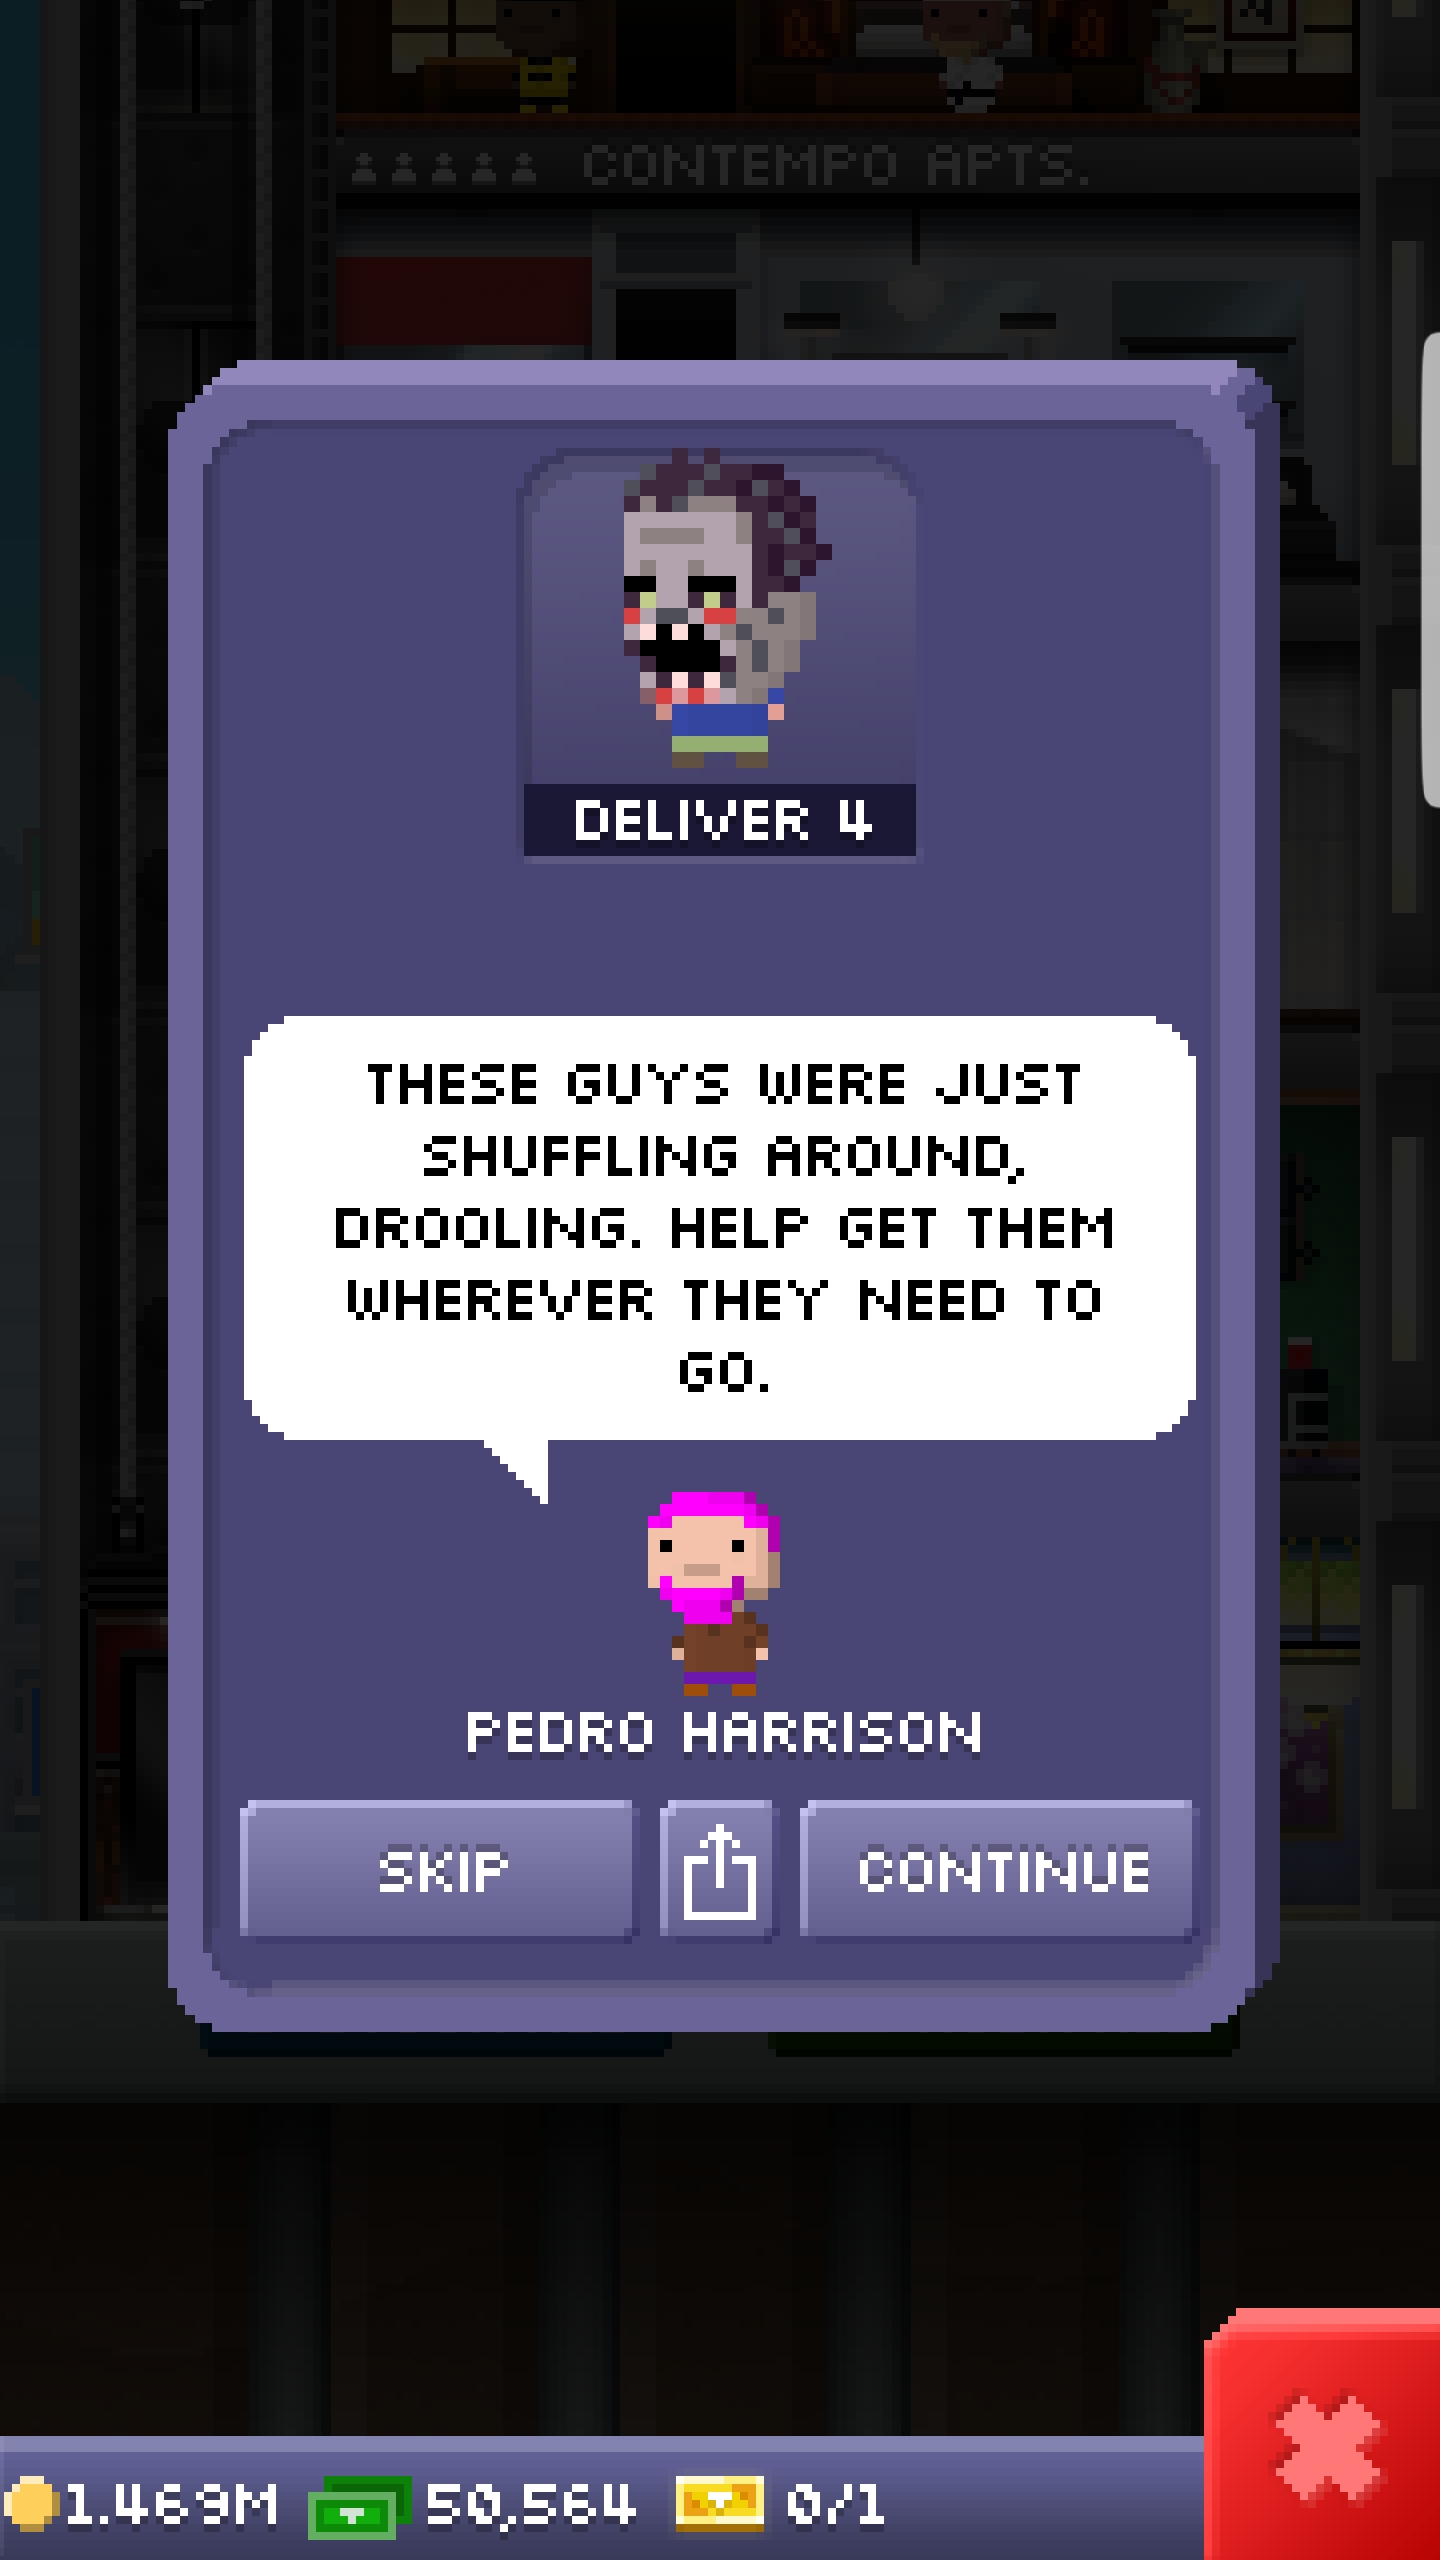 CONTEMPO APTS.
DELIVER 4
THESE GUYS WERE JUST
SHUFFLING AROUND,
DROOLING. HELP GET THEM
WHEREVER THEY NEED TO
GO.
PEDRO HARRISON
SKIP
CONTINUE
1.469M 50,564 0/1